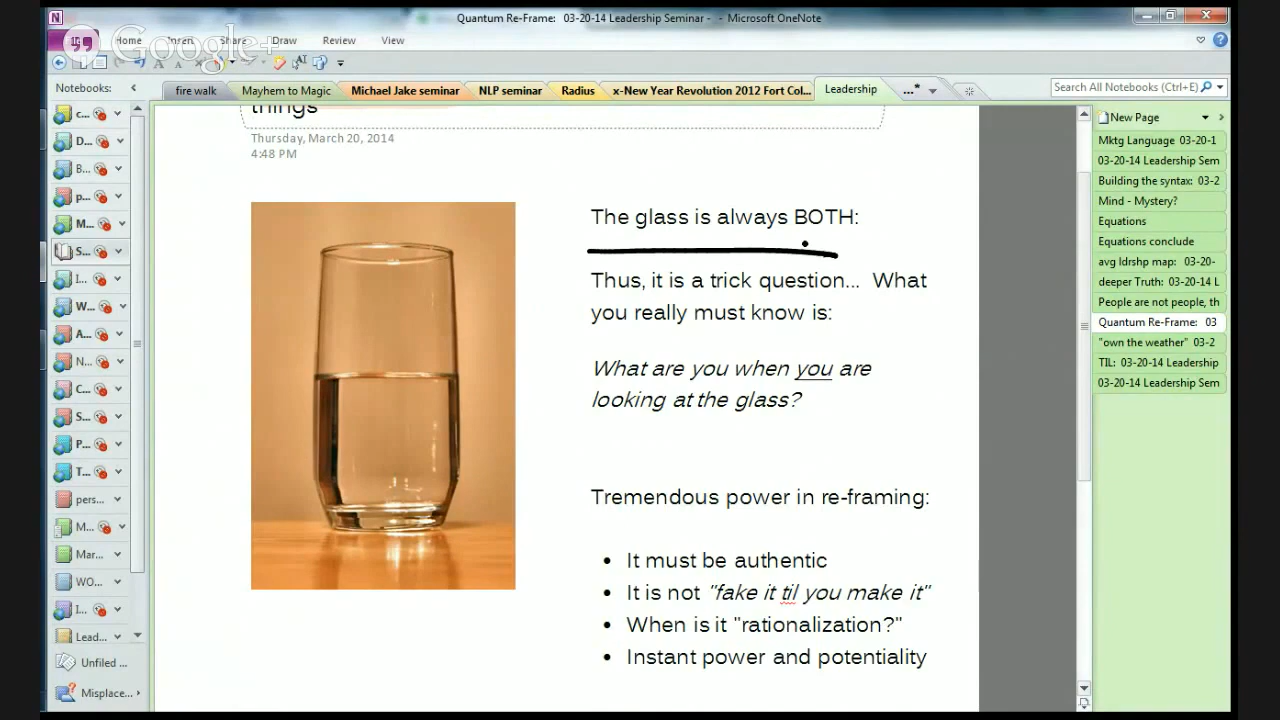 Quantum Re-Frame: 03-20-14 Leadership Seminar - - Microsoft OneNote
Google+
Home Insert Share Draw Review View
Notebooks:
fire walk Mayhem to Magic Michael Jake seminar NLP seminar Radius x-New Year Revolution 2012 Fort Col... Leadership ...*
Search All Notebooks (Ctrl+E)
things
Thursday, March 20, 2014
4:48 PM
The glass is always BOTH:
Thus, it is a trick question... What
you really must know is:
What are you when you are
looking at the glass?
Tremendous power in re-framing:
• It must be authentic
• It is not "fake it til you make it"
• When is it "rationalization?"
• Instant power and potentiality
c...
D...
B...
p...
M...
S...
I...
W...
A...
N...
C...
S...
P...
T...
pers...
M...
Mar...
WO...
I...
Lead...
Unfiled ...
Misplace...
New Page
Mktg Language 03-20-1
03-20-14 Leadership Sem
Building the syntax: 03-2
Mind - Mystery?
Equations
Equations conclude
avg ldrshp map: 03-20-
deeper Truth: 03-20-14 L
People are not people, th
Quantum Re-Frame: 03
"own the weather" 03-2
TIL: 03-20-14 Leadership
03-20-14 Leadership Sem